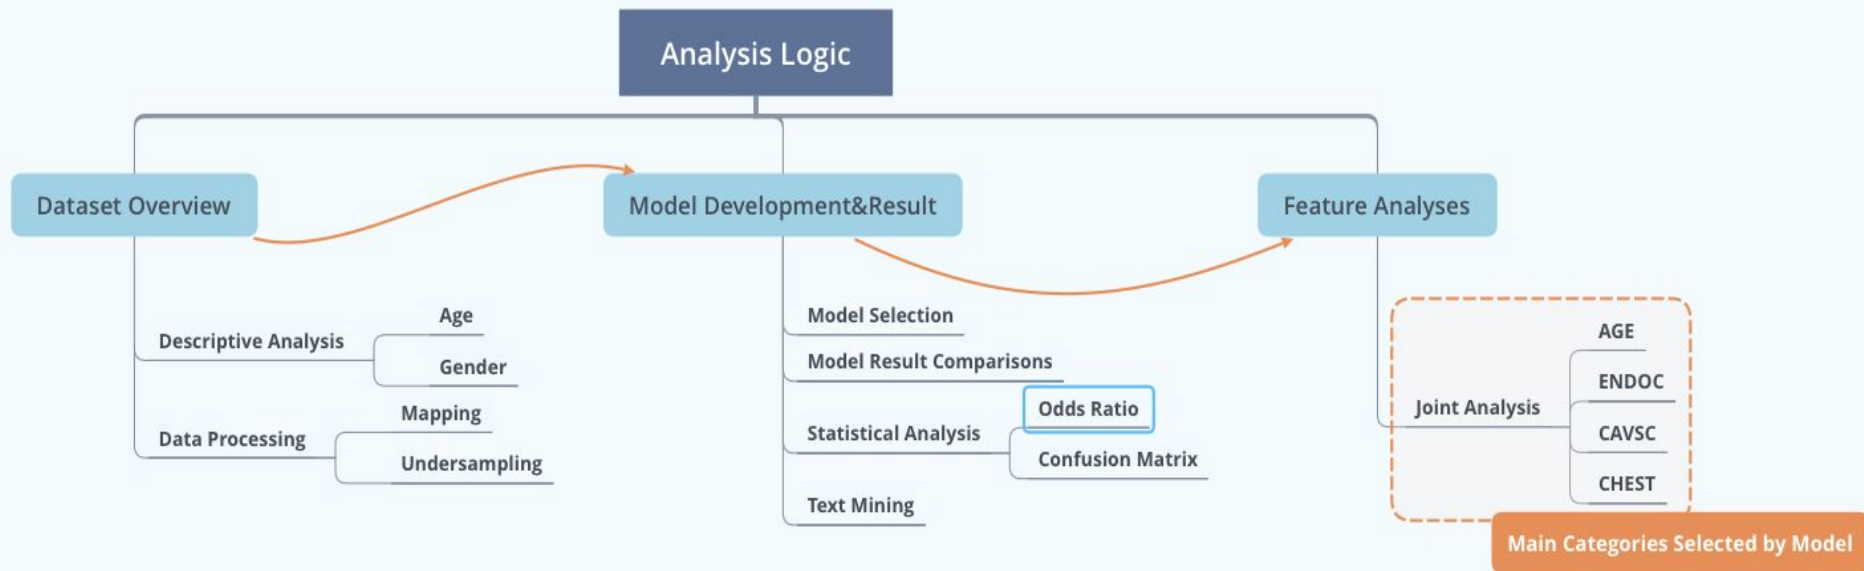 Analysis Logic
Dataset Overview
Model Development&Result
Feature Analyses
Descriptive Analysis
Age
Gender
Data Processing
Mapping
Undersampling
Model Selection
Model Result Comparisons
Statistical Analysis
Odds Ratio
Confusion Matrix
Text Mining
Joint Analysis
AGE
ENDOC
CAVSC
CHEST
Main Categories Selected by Model